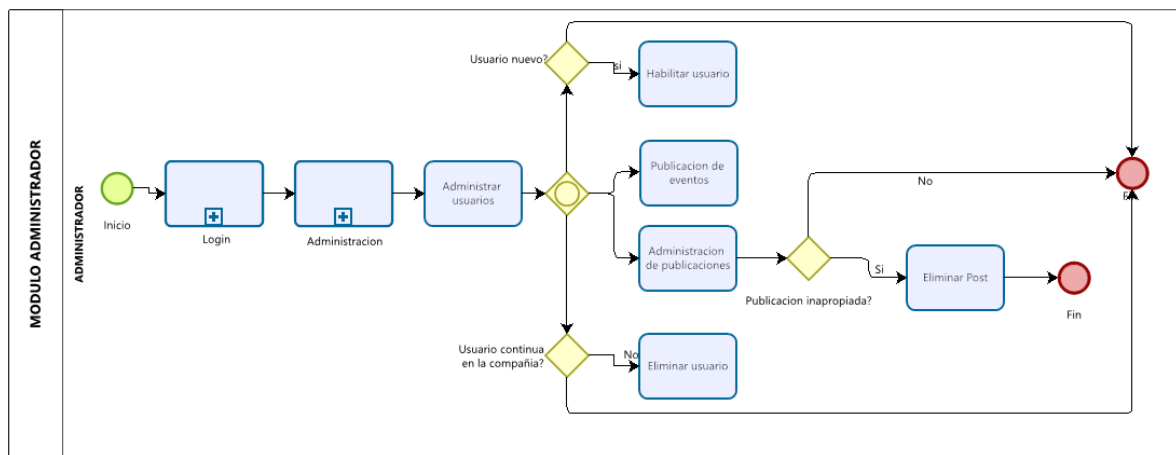 MODULO ADMINISTRADOR
ADMINISTRADOR
Inicio
Login
Administracion
Administrar
usuarios
Usuario nuevo?
si
Habilitar usuario
Publicacion de
eventos
Administracion
de publicaciones
No
Publicacion inapropiada?
Si
Eliminar Post
Fin
Usuario continua
en la compañia?
No
Eliminar usuario